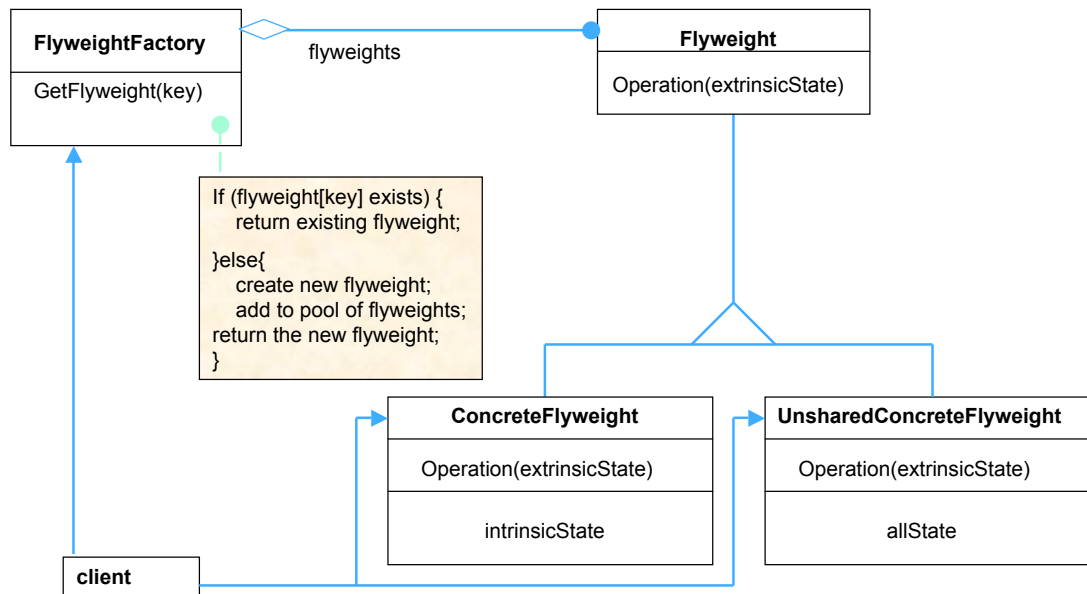 FlyweightFactory
GetFlyweight(key)
flyweights
Flyweight
Operation(extrinsicState)
If (flyweight[key] exists) {
return existing flyweight;
}else{
create new flyweight;
add to pool of flyweights;
return the new flyweight;
}
ConcreteFlyweight
Operation(extrinsicState)
intrinsicState
UnsharedConcreteFlyweight
Operation(extrinsicState)
allState
client